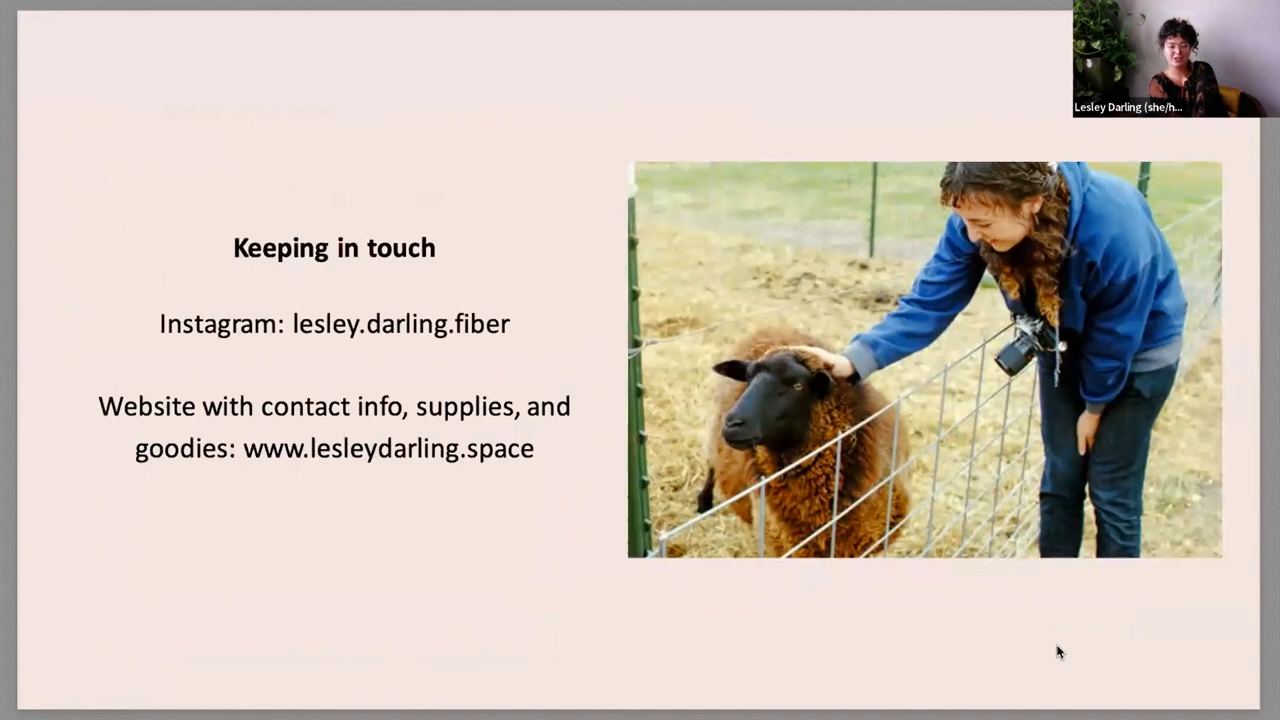 Lesley Darling (she/h...
Keeping in touch
Instagram: lesley.darling.fiber
Website with contact info, supplies, and
goodies: www.lesleydarling.space